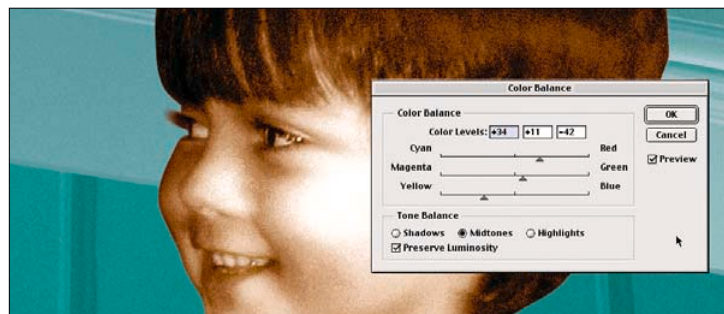 Color Balance
Color Balance
OK
Color Levels: +34 +11 -42
Cancel
Cyan Red
Preview
Magenta Green
Yellow Blue
Tone Balance
Shadows Midtones Highlights
Preserve Luminosity